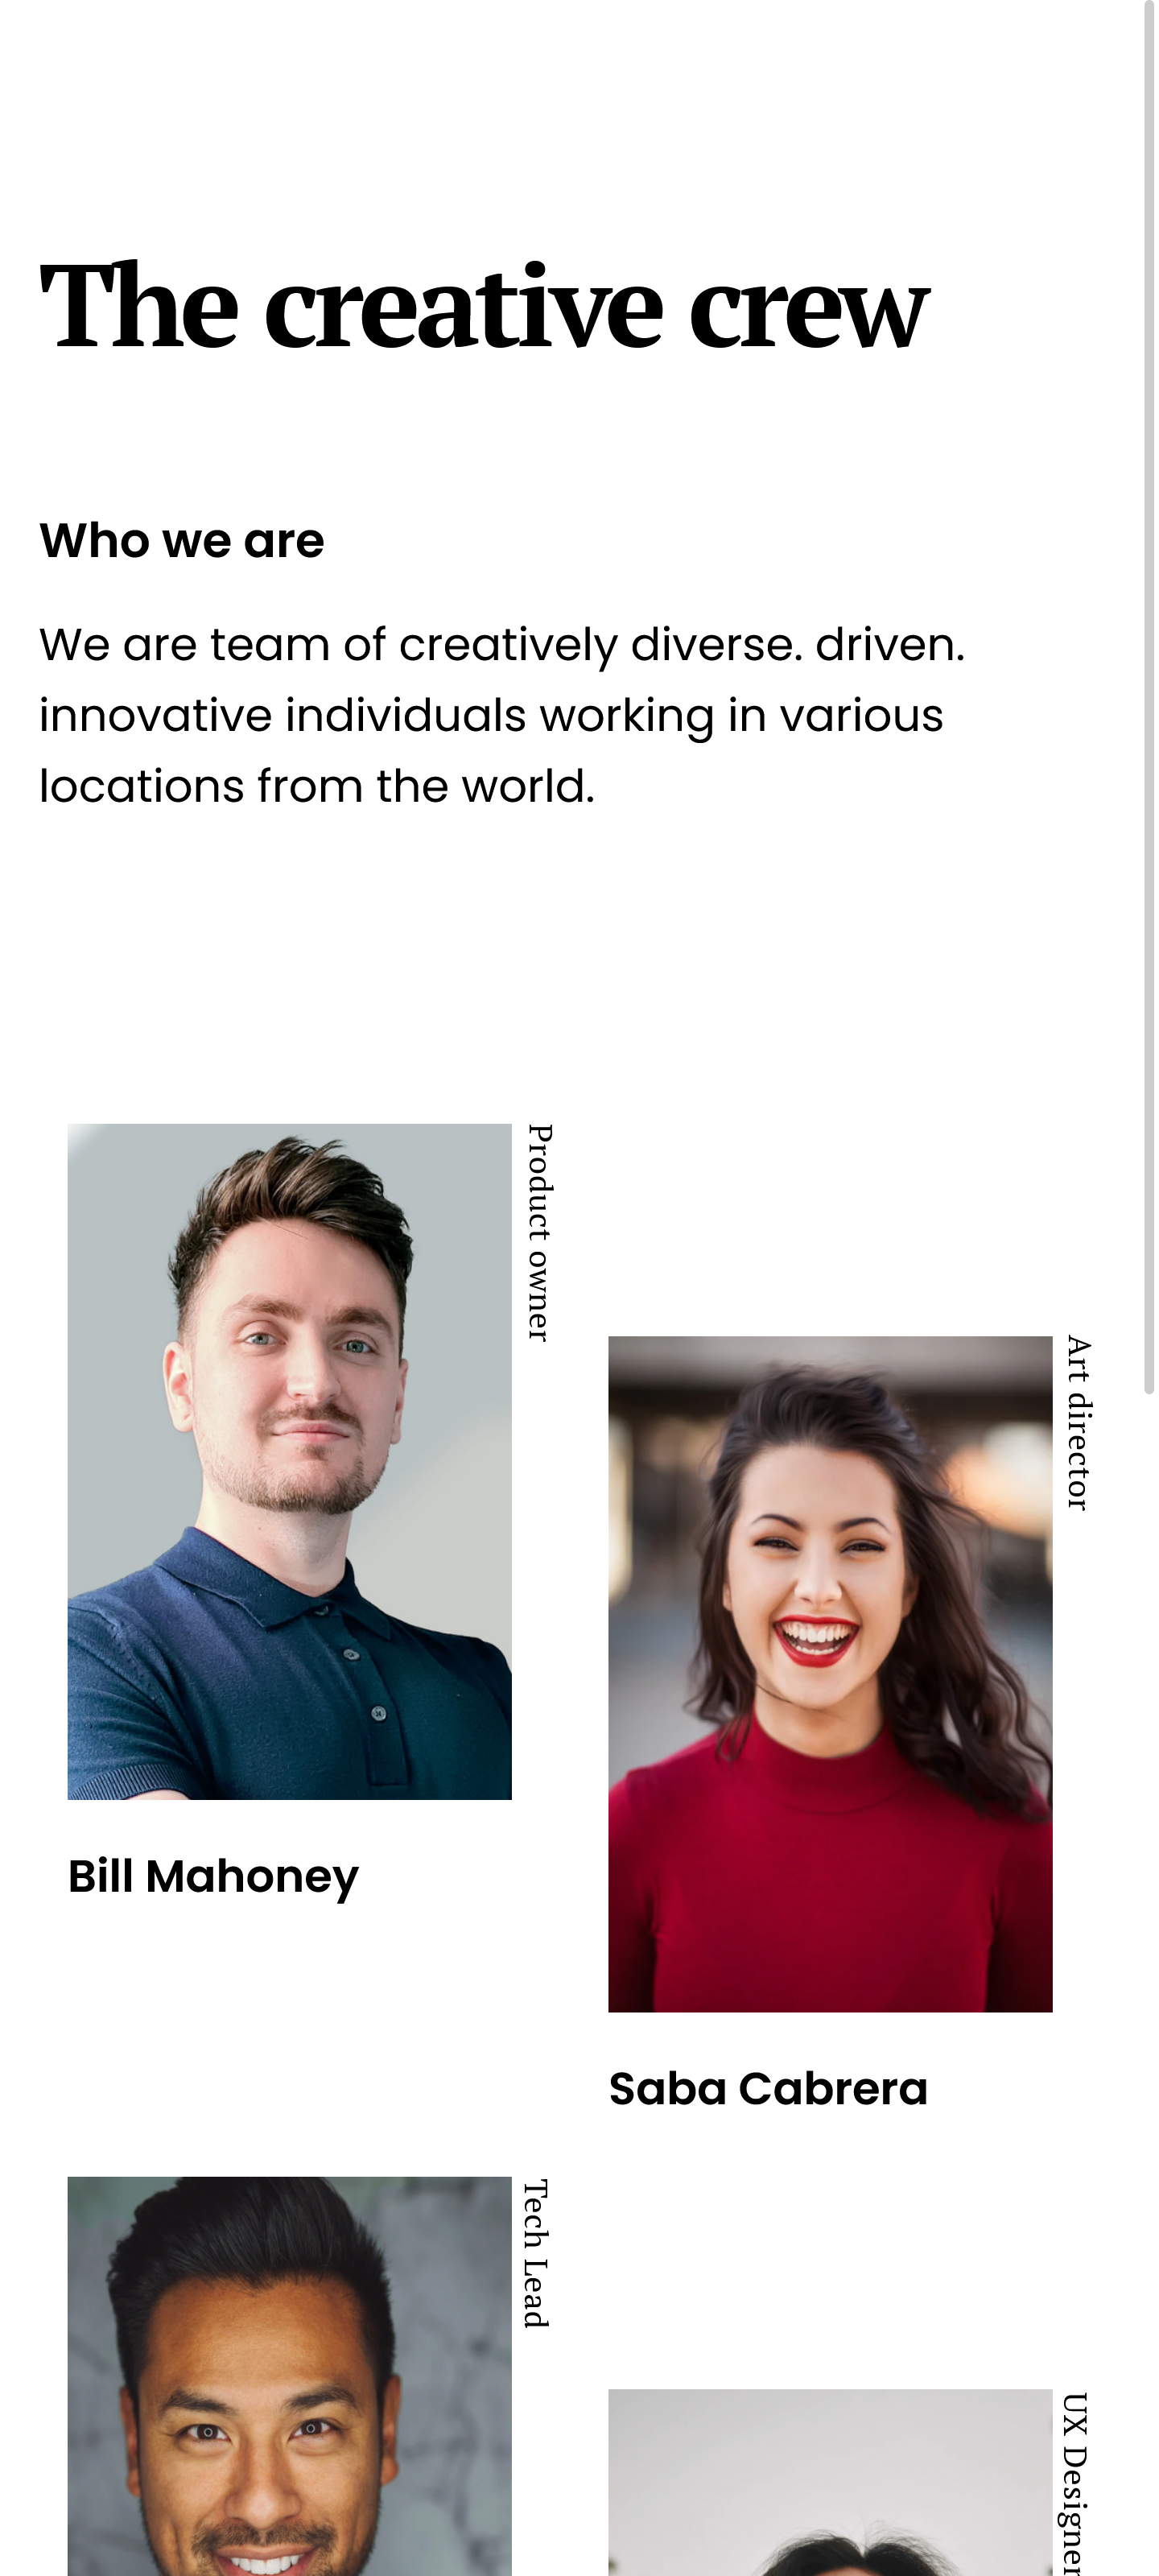 The creative crew
Who we are
We are team of creatively diverse. driven.
innovative individuals working in various
locations from the world.
Product owner
Art director
Bill Mahoney
Saba Cabrera
Tech Lead
UX Designer